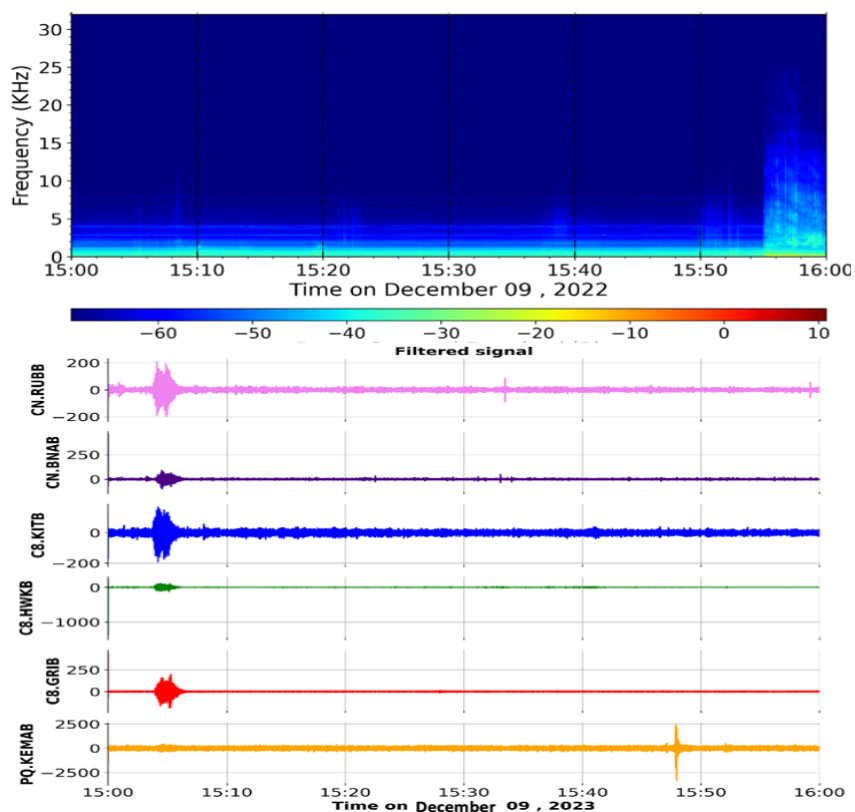 Frequency (KHz)
30
25
20
15
10
5
0
15:00 15:10 15:20 15:30 15:40 15:50 16:00
Time on December 09 , 2022
−60 −50 −40 −30 −20 −10 0 10
Filtered signal
CN.RUBB
200
0
−200
CN.BNAB
250
0
C8.KITB
0
−200
C8.HWKB
0
−1000
C8.GRIB
250
0
PQ.KEMAB
2500
0
−2500
15:00 15:10 15:20 15:30 15:40 15:50 16:00
Time on December 09 , 2023